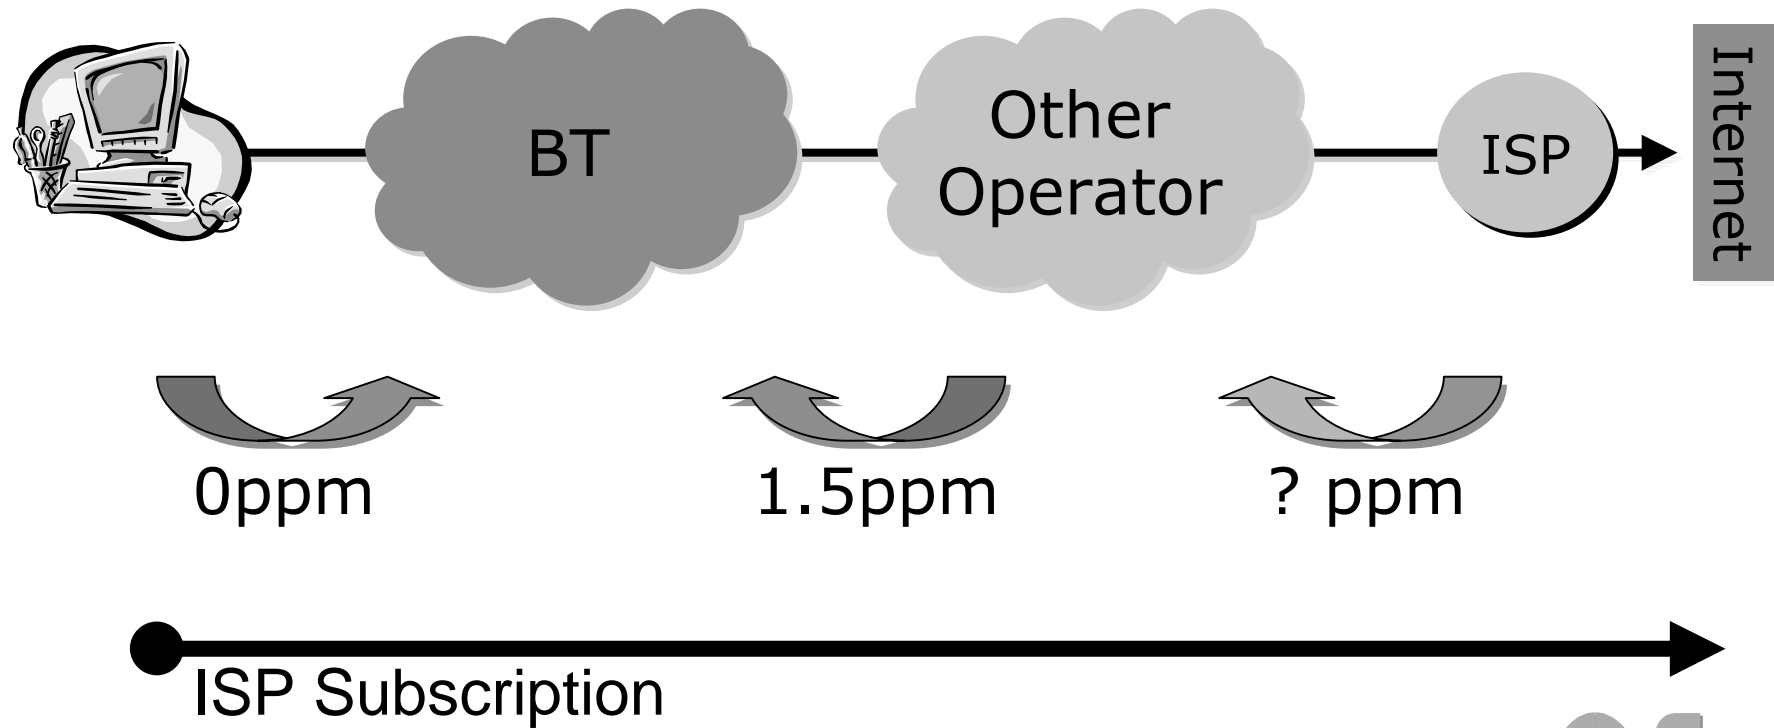 BT
Other
Operator
ISP
Internet
0ppm
1.5ppm
? ppm
ISP Subscription